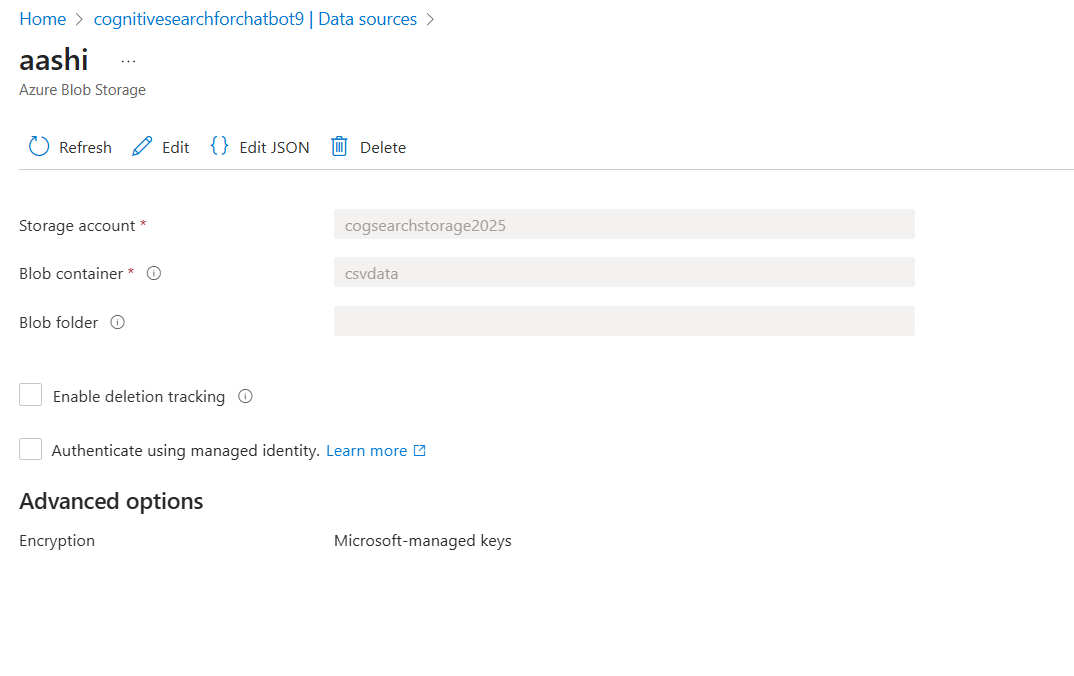 Home > cognitivesearchforchatbot9 | Data sources >
aashi ...
Azure Blob Storage
Refresh Edit {} Edit JSON Delete
Storage account * cogsearchstorage2025
Blob container * csvdata
Blob folder
Enable deletion tracking
Authenticate using managed identity. Learn more
Advanced options
Encryption Microsoft-managed keys